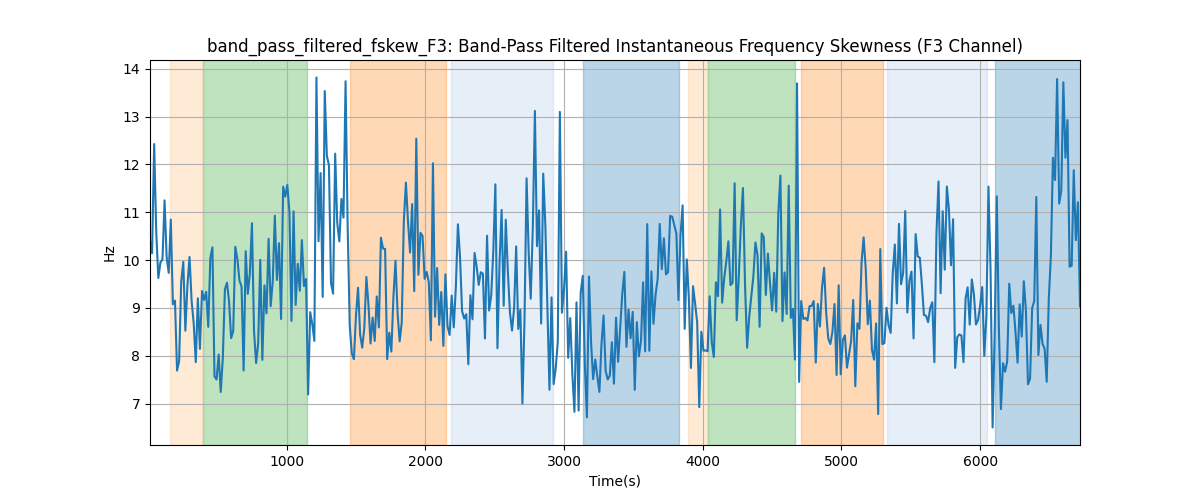 band_pass_filtered_fskew_F3: Band-Pass Filtered Instantaneous Frequency Skewness (F3 Channel)
14
13
12
11
10
9
8
7
Hz
1000 2000 3000 4000 5000 6000
Time(s)